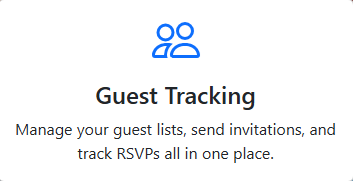 Guest Tracking
Manage your guest lists, send invitations, and
track RSVPs all in one place.